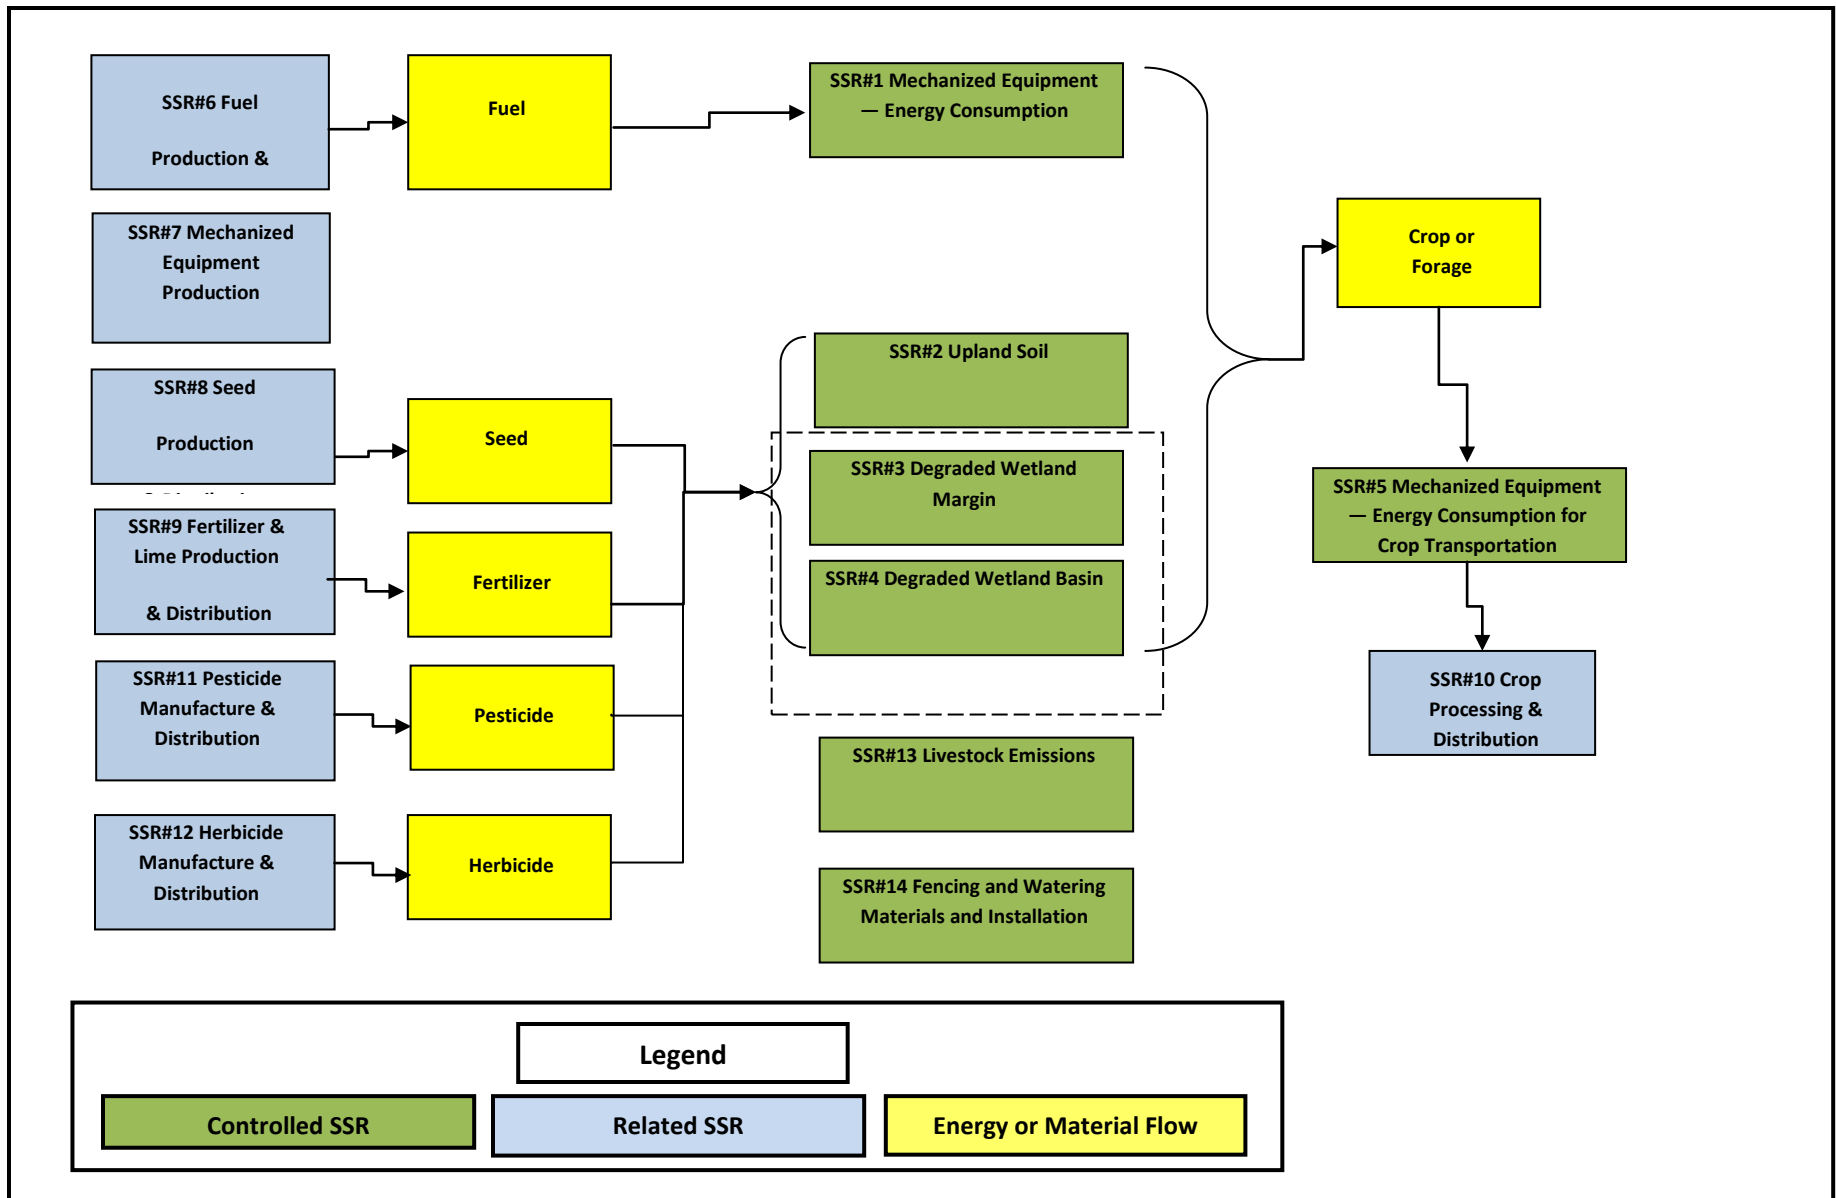 SSR#6 Fuel
Production &
Fuel
SSR#1 Mechanized Equipment
— Energy Consumption
SSR#7 Mechanized
Equipment
Production
Crop or
Forage
SSR#8 Seed
Production
Seed
SSR#2 Upland Soil
SSR#3 Degraded Wetland
Margin
SSR#4 Degraded Wetland Basin
SSR#5 Mechanized Equipment
— Energy Consumption for
Crop Transportation
SSR#9 Fertilizer &
Lime Production
& Distribution
Fertilizer
SSR#11 Pesticide
Manufacture &
Distribution
Pesticide
SSR#10 Crop
Processing &
Distribution
SSR#13 Livestock Emissions
SSR#12 Herbicide
Manufacture &
Distribution
Herbicide
SSR#14 Fencing and Watering
Materials and Installation
Legend
Controlled SSR
Related SSR
Energy or Material Flow